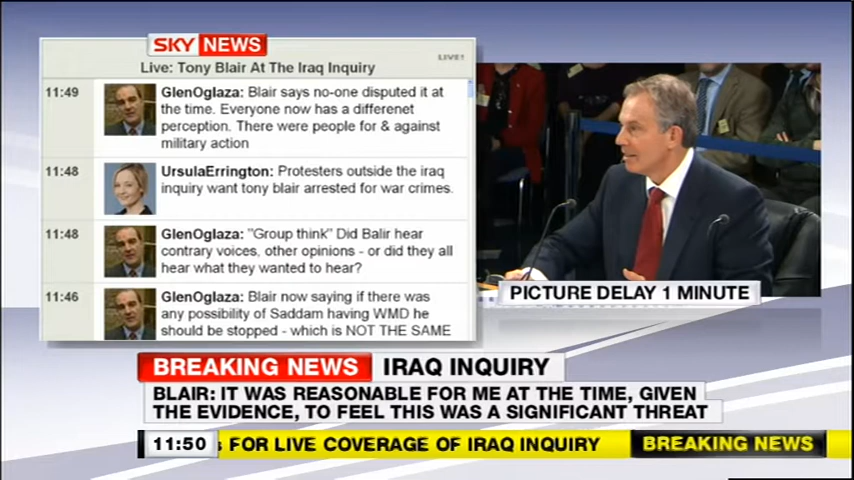 SKY NEWS
Live: Tony Blair At The Iraq Inquiry
LIVE1
11:49
GlenOglaza: Blair says no-one disputed it at
the time. Everyone now has a differenet
perception. There were people for & against
military action
11:48
UrsulaErrington: Protesters outside the iraq
inquiry want tony blair arrested for war crimes.
11:48
GlenOglaza: "Group think" Did Balir hear
contrary voices, other opinions - or did they all
hear what they wanted to hear?
11:46
GlenOglaza: Blair now saying if there was
any possibility of Saddam having WMD he
should be stopped - which is NOT THE SAME
PICTURE DELAY 1 MINUTE
BREAKING NEWS IRAQ INQUIRY
BLAIR: IT WAS REASONABLE FOR ME AT THE TIME, GIVEN
THE EVIDENCE, TO FEEL THIS WAS A SIGNIFICANT THREAT
11:50 FOR LIVE COVERAGE OF IRAQ INQUIRY BREAKING NEWS